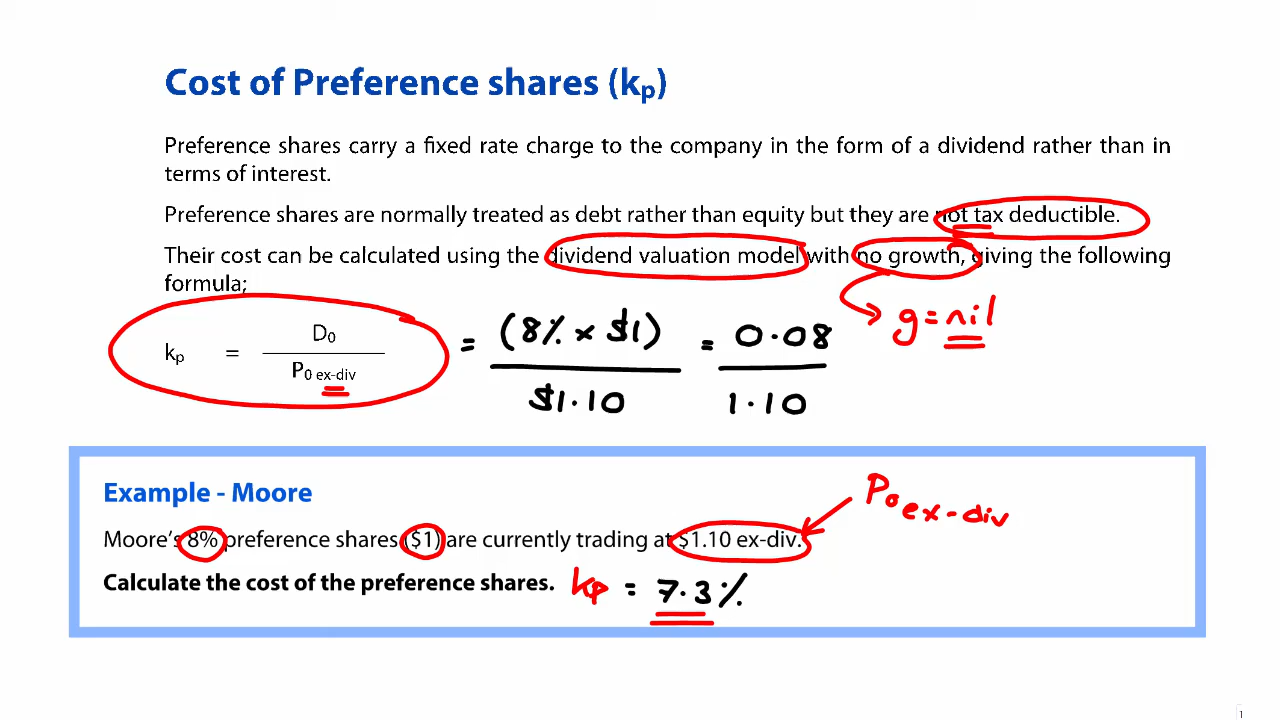 Cost of Preference shares (kp)
Preference shares carry a fixed rate charge to the company in the form of a dividend rather than in
terms of interest.
Preference shares are normally treated as debt rather than equity but they are not tax deductible.
Their cost can be calculated using the dividend valuation model with no growth, giving the following
formula;
g = nil
kp = D0 / P0 ex-div = (8% × $1) / $1.10 = 0.08 / 1.10
Example - Moore
P0 ex-div
Moore's 8% preference shares ($1) are currently trading at $1.10 ex-div.
Calculate the cost of the preference shares. kp = 7.3%
1